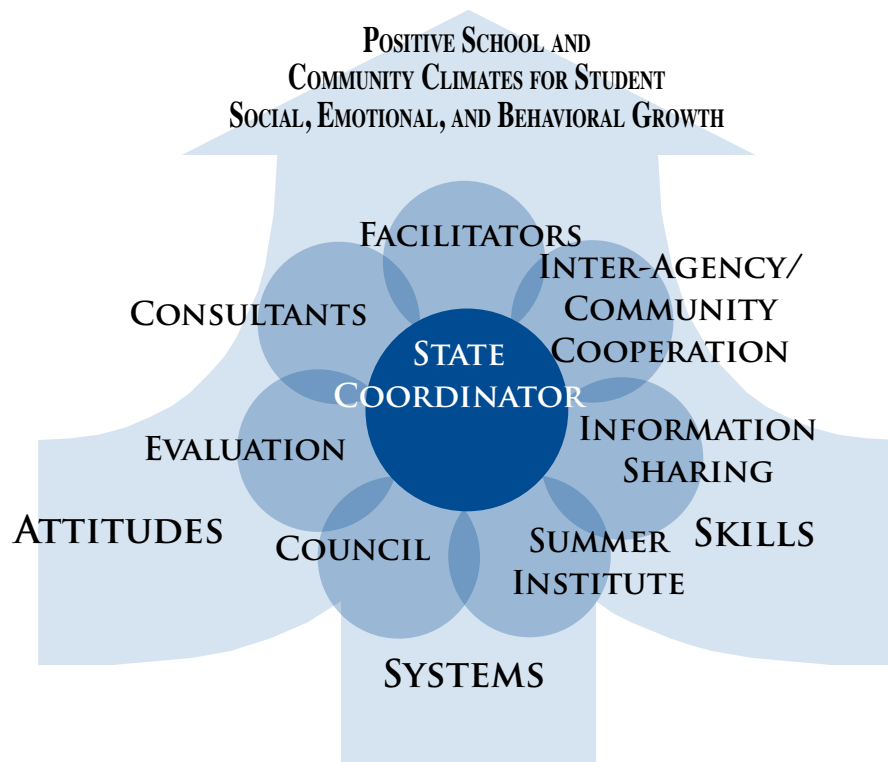 Positive School and
Community Climates for Student
Social, Emotional, and Behavioral Growth
Facilitators
Inter-Agency/
Community
Cooperation
Consultants
State
Coordinator
Evaluation
Information
Sharing
Attitudes
Council
Summer
Institute
Skills
Systems